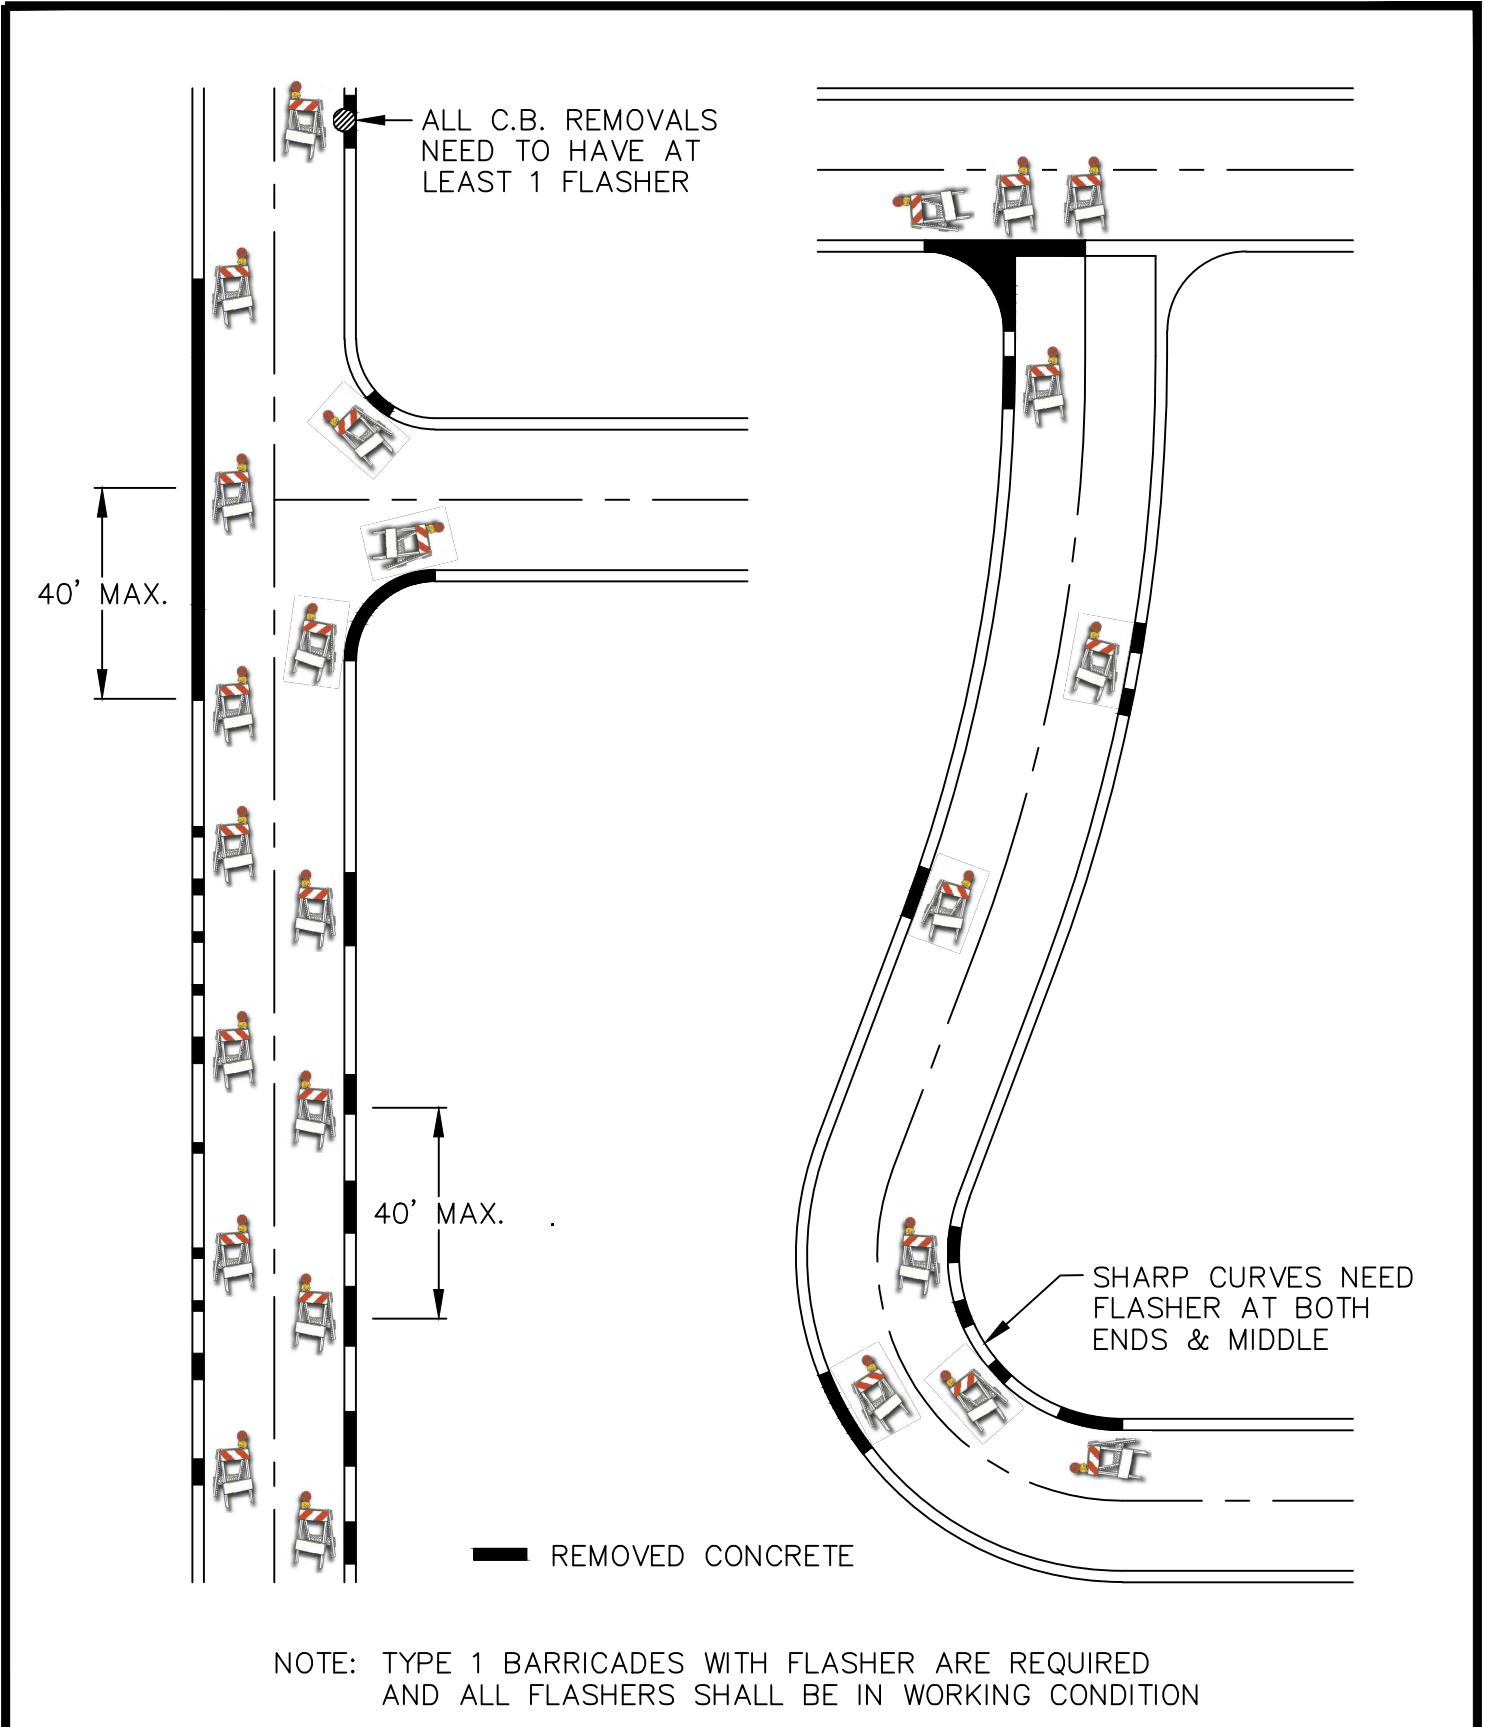 ALL C.B. REMOVALS
NEED TO HAVE AT
LEAST 1 FLASHER
40' MAX.
40' MAX.
SHARP CURVES NEED
FLASHER AT BOTH
ENDS & MIDDLE
REMOVED CONCRETE
NOTE: TYPE 1 BARRICADES WITH FLASHER ARE REQUIRED
AND ALL FLASHERS SHALL BE IN WORKING CONDITION